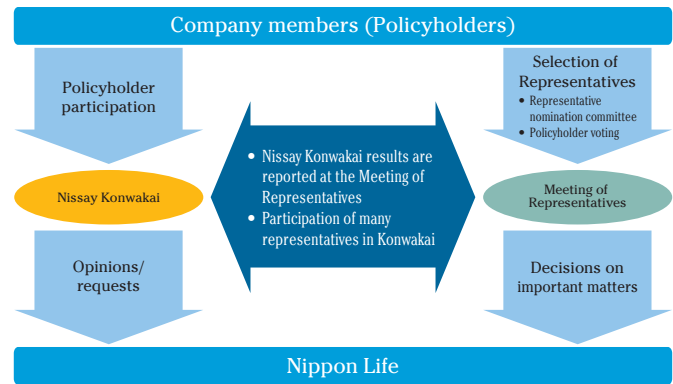 Company members (Policyholders)
Policyholder
participation
Nissay Konwakai
Opinions/
requests
• Nissay Konwakai results are
reported at the Meeting of
Representatives
• Participation of many
representatives in Konwakai
Selection of
Representatives
• Representative
nomination committee
• Policyholder voting
Meeting of
Representatives
Decisions on
important matters
Nippon Life